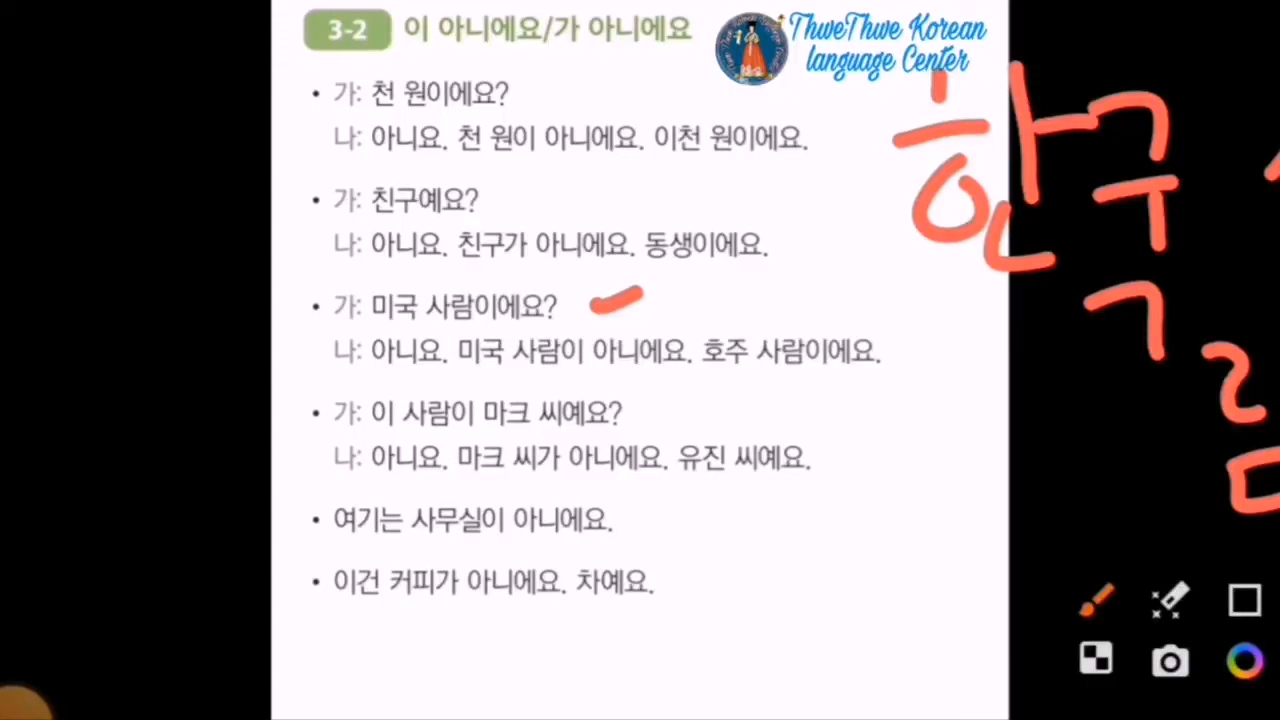 3-2 이 아니에요/가 아니에요
ThweThwe Korean
language Center
• 가: 천 원이에요?
나: 아니요. 천 원이 아니에요. 이천 원이에요.
• 가: 친구예요?
나: 아니요. 친구가 아니에요. 동생이에요.
• 가: 미국 사람이에요?
나: 아니요. 미국 사람이 아니에요. 호주 사람이에요.
• 가: 이 사람이 마크 씨예요?
나: 아니요. 마크 씨가 아니에요. 유진 씨예요.
• 여기는 사무실이 아니에요.
• 이건 커피가 아니에요. 차예요.
한국